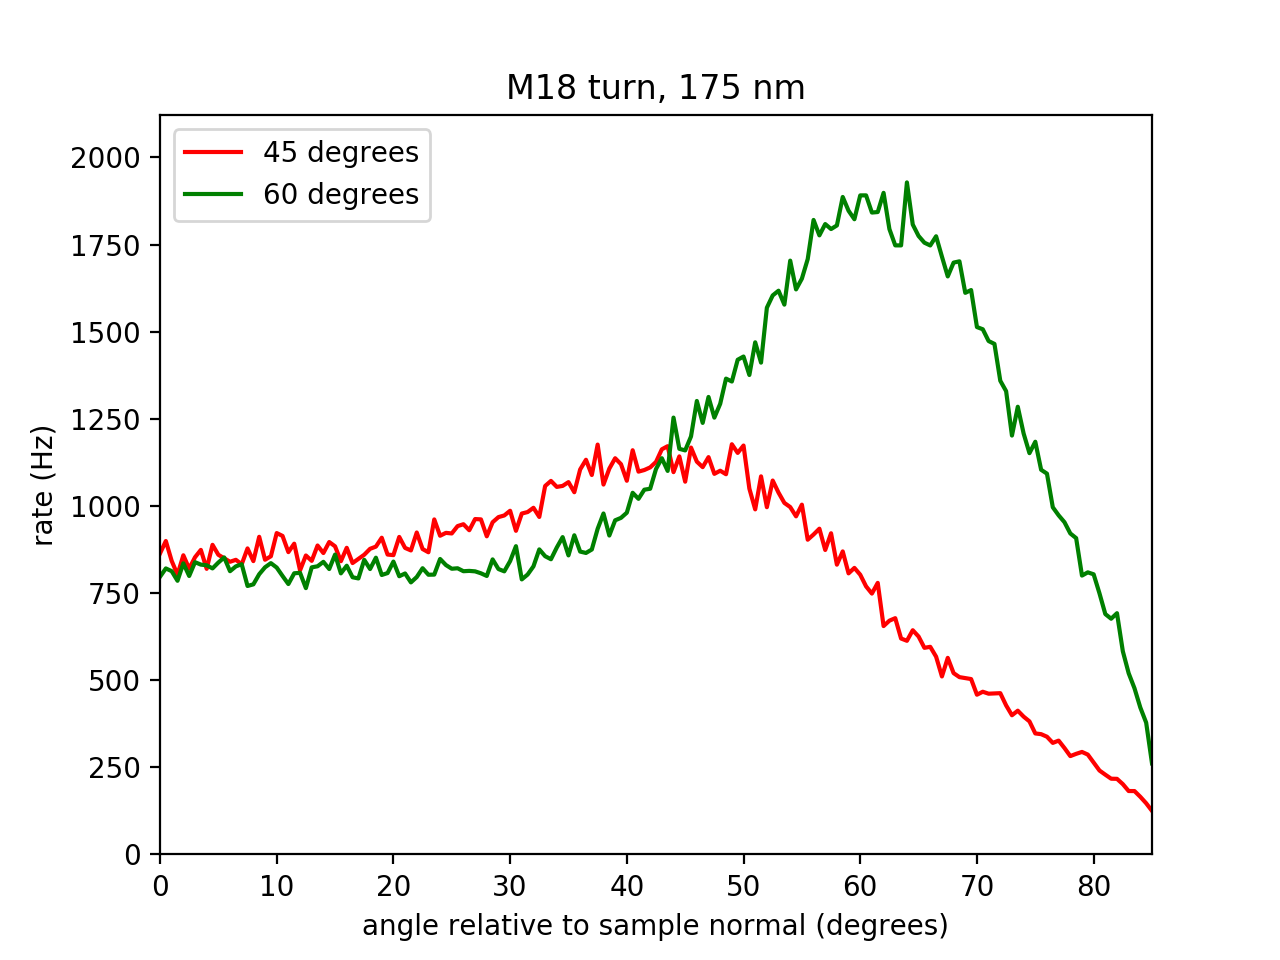 M18 turn, 175 nm
45 degrees
60 degrees
2000
1750
1500
1250
1000
750
500
250
0
rate (Hz)
0 10 20 30 40 50 60 70 80
angle relative to sample normal (degrees)